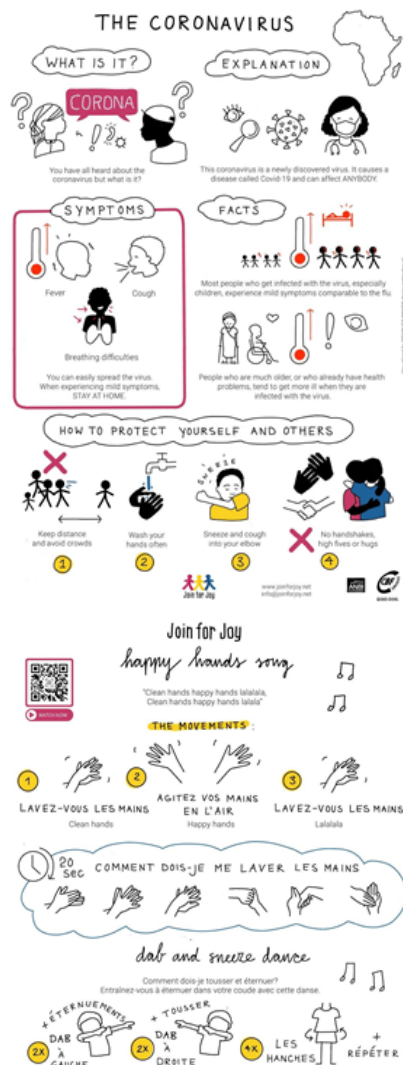 THE CORONAVIRUS
WHAT IS IT?
CORONA
You have all heard about the
coronavirus but what is it?
EXPLANATION
This coronavirus is a newly discovered virus. It causes a
disease called Covid-19 and can affect ANYBODY.
SYMPTOMS
Fever
Cough
Breathing difficulties
You can easily spread the virus.
When experiencing mild symptoms,
STAY AT HOME.
FACTS
Most people who get infected with the virus, especially
children, experience mild symptoms comparable to the flu.
People who are much older, or who already have health
problems, tend to get more ill when they are
infected with the virus.
HOW TO PROTECT YOURSELF AND OTHERS
Keep distance
and avoid crowds
1
Wash your
hands often
2
SNEEZE
Sneeze and cough
into your elbow
3
No handshakes,
high fives or hugs
4
Join for Joy
www.joinforjoy.net
info@joinforjoy.net
ANBI
CBF
Join for Joy
happy hands song
"Clean hands happy hands lalalala,
Clean hands happy hands lalala"
WATCH NOW
THE MOVEMENTS:
1
LAVEZ-VOUS LES MAINS
Clean hands
2
AGITEZ VOS MAINS
EN L'AIR
Happy hands
3
LAVEZ-VOUS LES MAINS
Lalalala
20
SEC
COMMENT DOIS-JE ME LAVER LES MAINS
dab and sneeze dance
Comment dois-je tousser et éternuer?
Entraînez-vous à éternuer dans votre coude avec cette danse.
+ ÉTERNUEMENTS
2X
DAB
À
GAUCHE
+ TOUSSER
2X
DAB
À
DROITE
4X
LES
HANCHES
+
RÉPÉTER